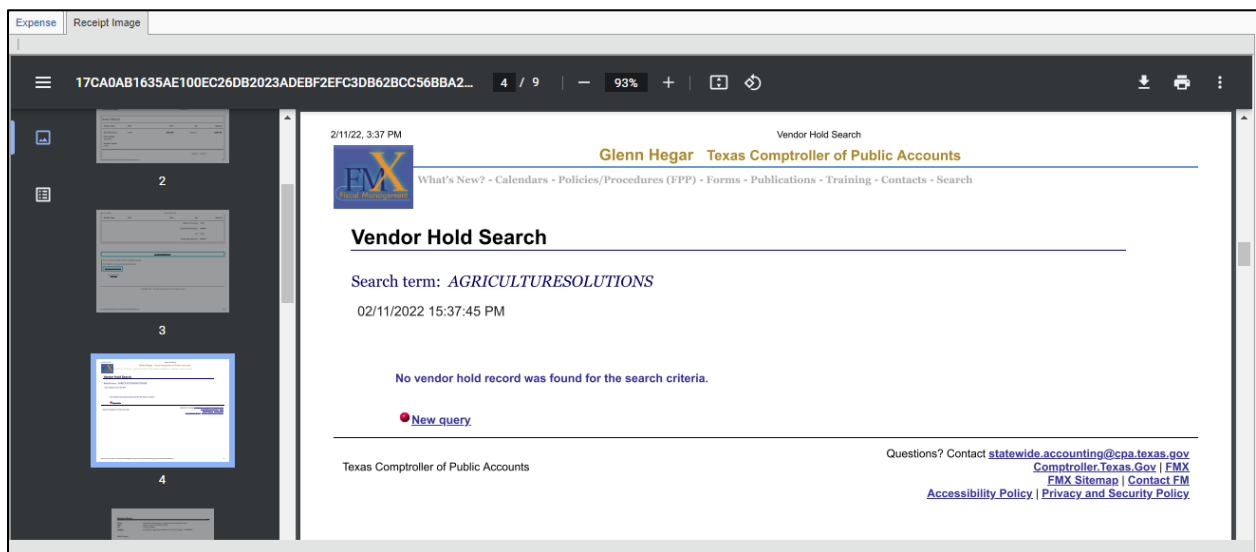 Expense Receipt Image
17CA0AB1635AE100EC26DB2023ADEBF2EFC3DB62BCC56BBA2... 4 / 9 93%
2
3
4
2/11/22, 3:37 PM Vendor Hold Search
Glenn Hegar Texas Comptroller of Public Accounts
FMX
Fiscal Management
What's New? - Calendars - Policies/Procedures (FPP) - Forms - Publications - Training - Contacts - Search
Vendor Hold Search
Search term: AGRICULTURESOLUTIONS
02/11/2022 15:37:45 PM
No vendor hold record was found for the search criteria.
New query
Texas Comptroller of Public Accounts
Questions? Contact statewide.accounting@cpa.texas.gov
Comptroller.Texas.Gov | FMX
FMX Sitemap | Contact FM
Accessibility Policy | Privacy and Security Policy